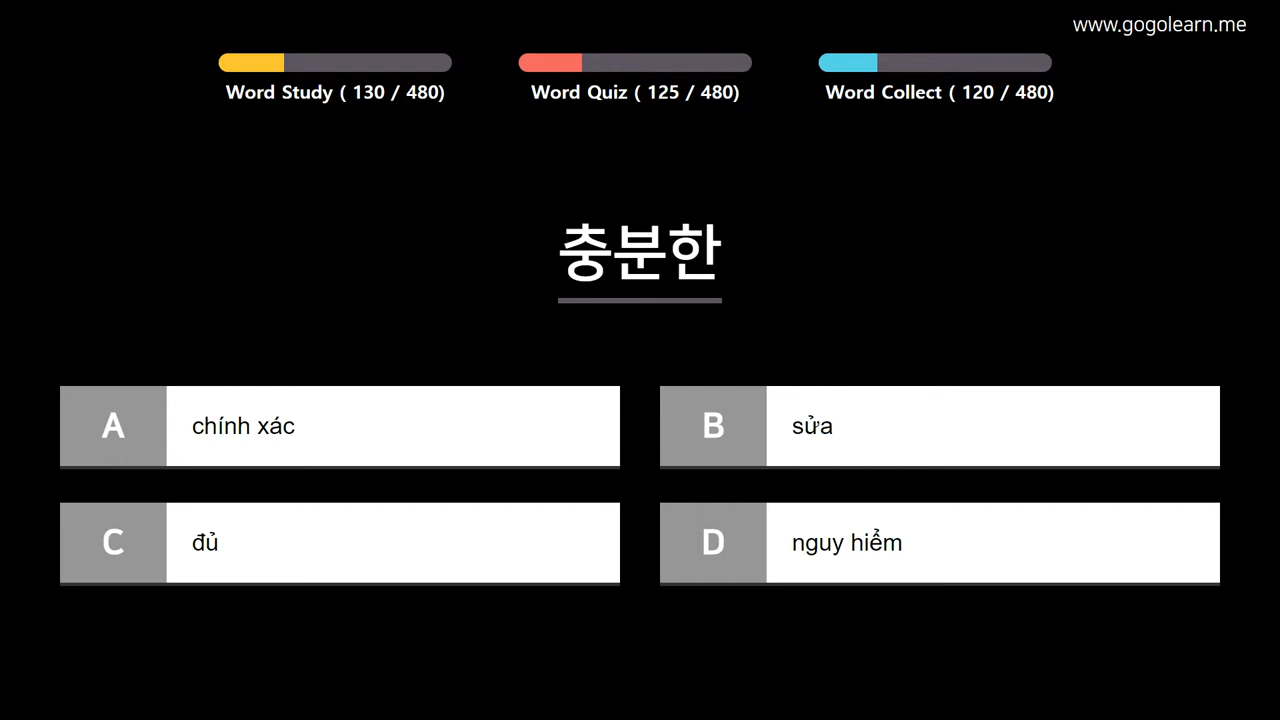 www.gogolearn.me
Word Study ( 130 / 480)
Word Quiz ( 125 / 480)
Word Collect ( 120 / 480)
충분한
A chính xác
B sửa
C đủ
D nguy hiểm